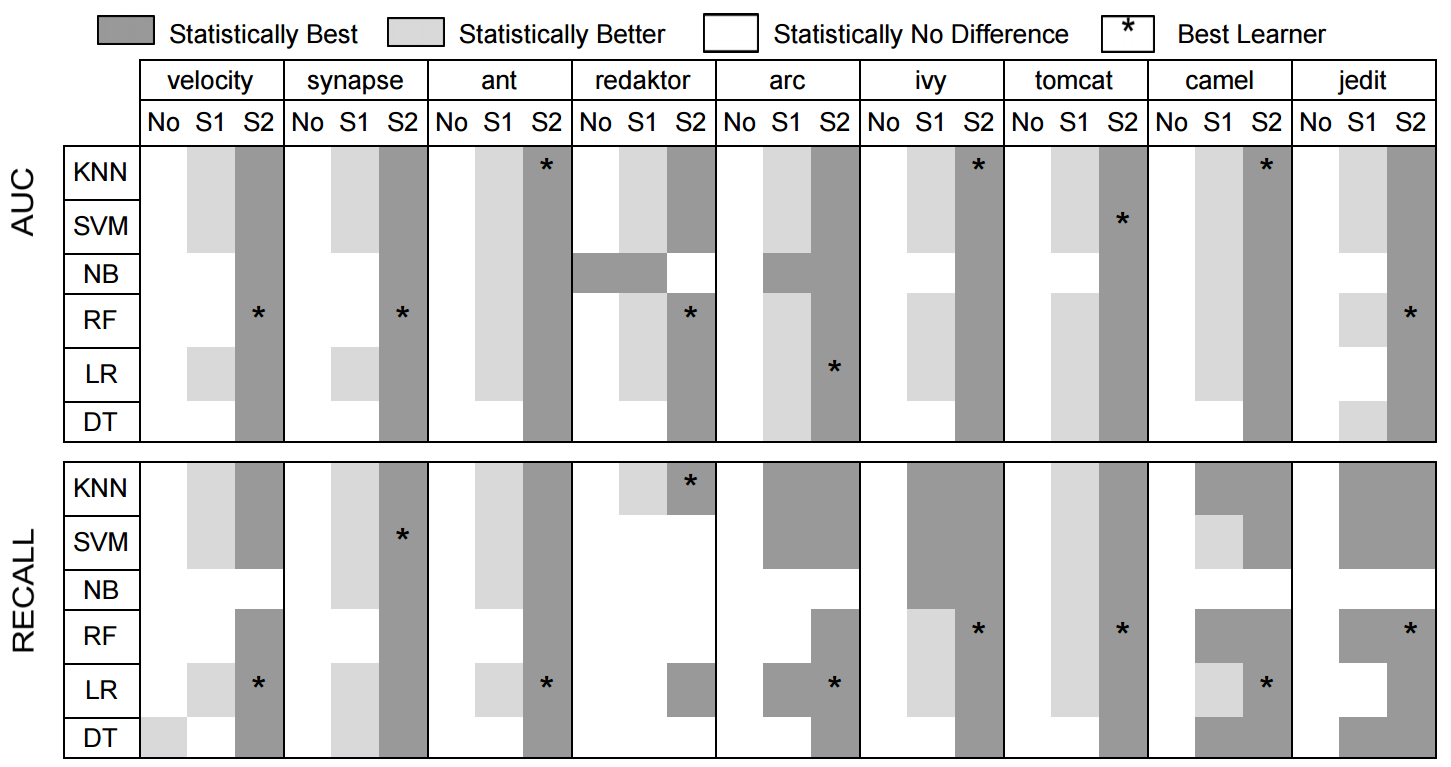 Statistically Best Statistically Better Statistically No Difference * Best Learner
velocity synapse ant redaktor arc ivy tomcat camel jedit
No S1 S2 No S1 S2 No S1 S2 No S1 S2 No S1 S2 No S1 S2 No S1 S2 No S1 S2 No S1 S2
AUC
KNN * * *
SVM *
NB
RF * * * *
LR *
DT
RECALL
KNN *
SVM *
NB
RF * * *
LR * * * *
DT